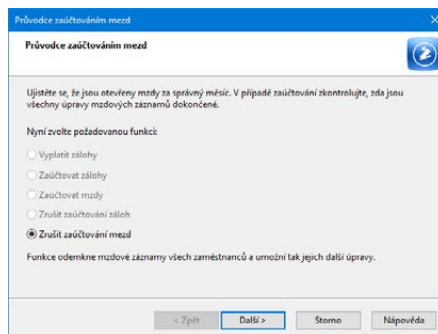 Průvodce zaúčtováním mezd
Průvodce zaúčtováním mezd
Ujistěte se, že jsou otevřeny mzdy za správný měsíc. V případě zaúčtování zkontrolujte, zda jsou
všechny úpravy mzdových záznamů dokončené.
Nyní zvolte požadovanou funkci:
Vyplatit zálohy
Zaúčtovat zálohy
Zaúčtovat mzdy
Zrušit zaúčtování záloh
Zrušit zaúčtování mezd
Funkce odemkne mzdové záznamy všech zaměstnanců a umožní tak jejich další úpravy.
< Zpět Další > Storno Nápověda